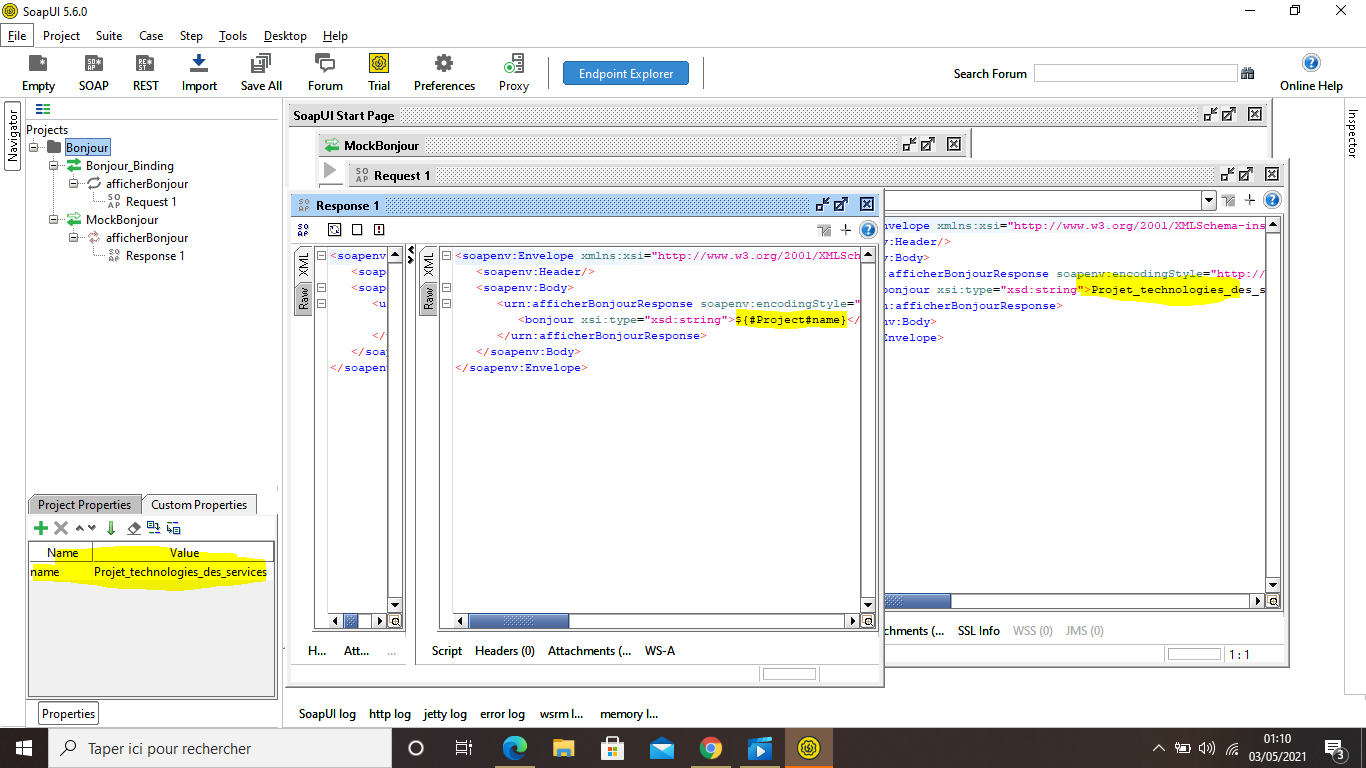 SoapUI 5.6.0
File Project Suite Case Step Tools Desktop Help
Empty SOAP REST Import Save All Forum Trial Preferences Proxy
Endpoint Explorer
Search Forum
Online Help
Navigator
Projects
Bonjour
Bonjour_Binding
afficherBonjour
Request 1
MockBonjour
afficherBonjour
Response 1
Project Properties Custom Properties
Name Value
name Projet_technologies_des_services
Properties
SoapUI Start Page
MockBonjour
Request 1
Response 1
XML
Raw
<soapenv
<soap
<soap
<u
</
</soa
</soapen
XML
Raw
<soapenv:Envelope xmlns:xsi="http://www.w3.org/2001/XMLSch
<soapenv:Header/>
<soapenv:Body>
<urn:afficherBonjourResponse soapenv:encodingStyle="
<bonjour xsi:type="xsd:string">${#Project#name}</
</urn:afficherBonjourResponse>
</soapenv:Body>
</soapenv:Envelope>
H... Att... ...
Script Headers (0) Attachments (... WS-A
nvelope xmlns:xsi="http://www.w3.org/2001/XMLSchema-ins
v:Header/>
v:Body>
:afficherBonjourResponse soapenv:encodingStyle="http:/
bonjour xsi:type="xsd:string">Projet_technologies_des_s
rn:afficherBonjourResponse>
nv:Body>
Envelope>
chments (... SSL Info WSS (0) JMS (0)
1 : 1
Inspector
SoapUI log http log jetty log error log wsrm l... memory l...
Taper ici pour rechercher
01:10
03/05/2021
3